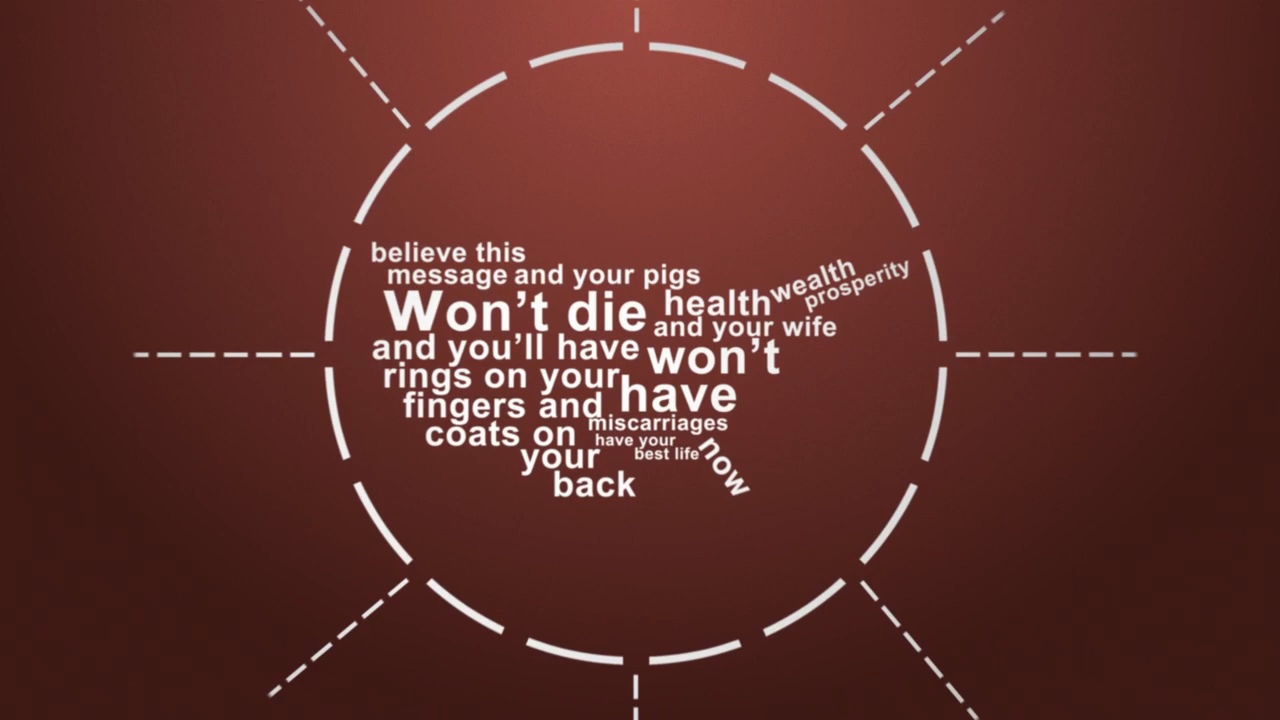 believe this
message and your pigs
Won’t die
health
wealth
prosperity
and your wife
and you’ll have
won’t
rings on your
have
fingers and
miscarriages
coats on
have your
your
best life
now
back